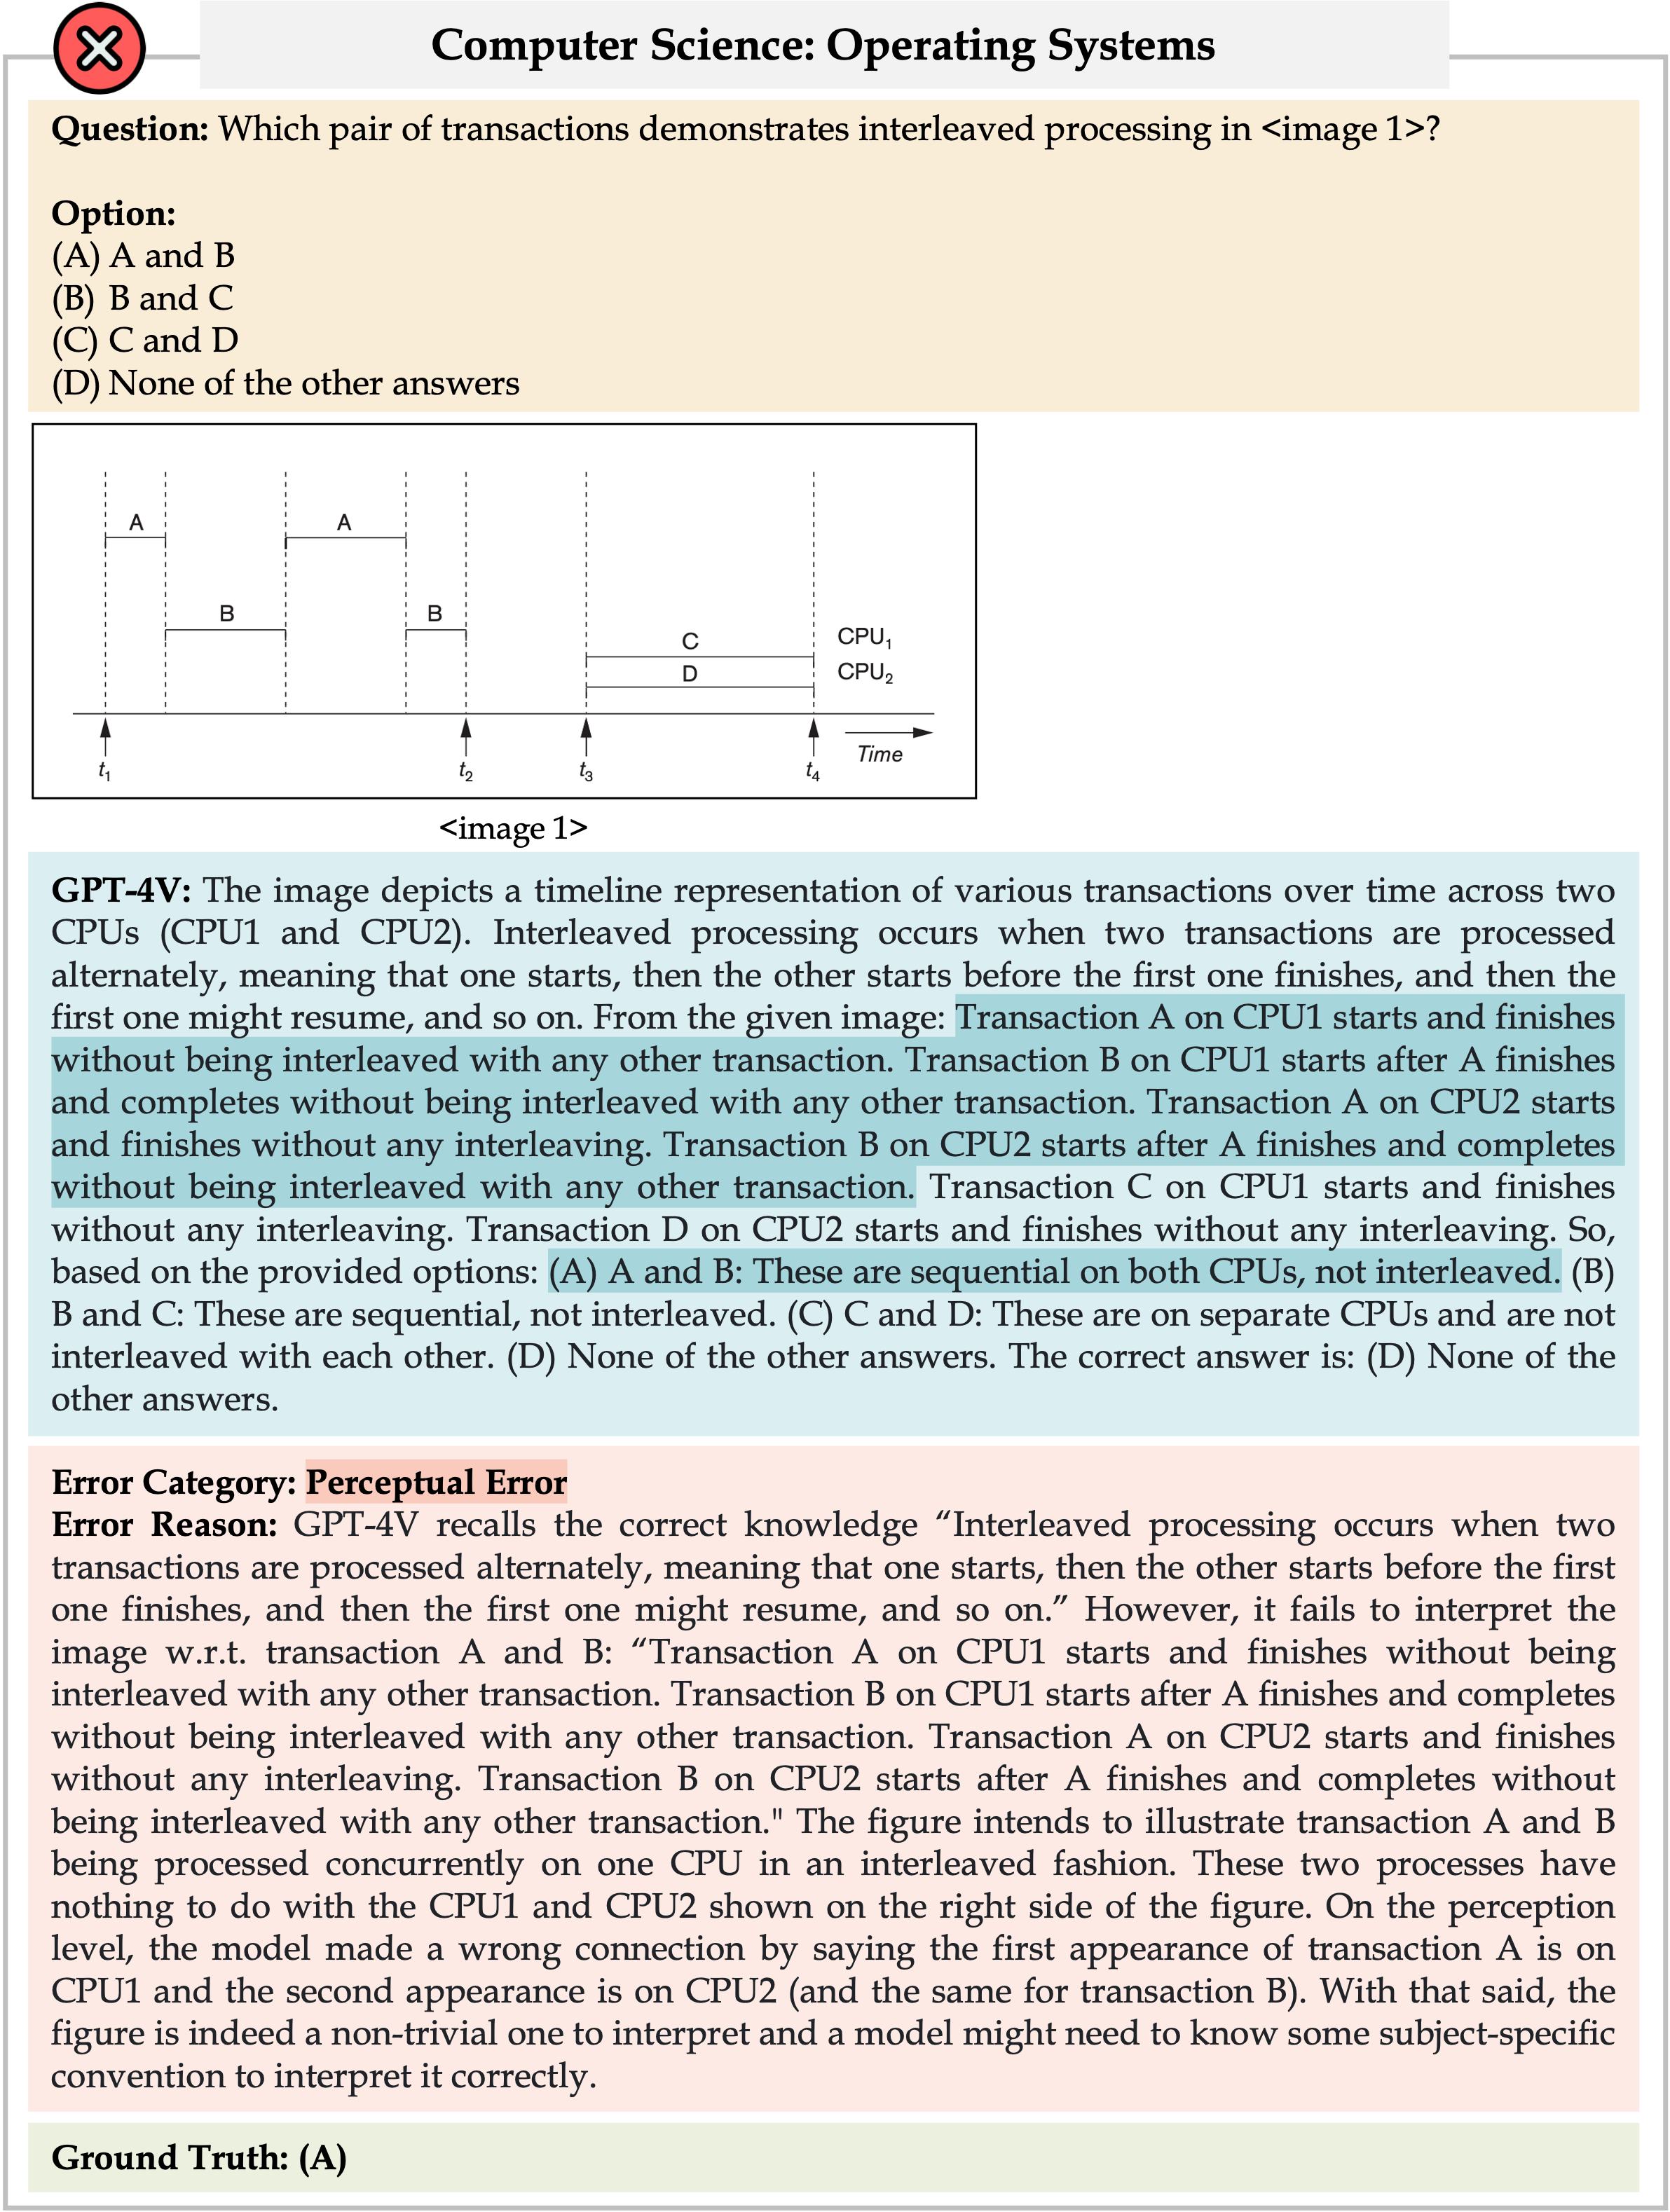 Computer Science: Operating Systems
Question: Which pair of transactions demonstrates interleaved processing in <image 1>?
Option:
(A) A and B
(B) B and C
(C) C and D
(D) None of the other answers
A
A
B
B
C
CPU₁
D
CPU₂
t₁
t₂
t₃
t₄
Time
<image 1>
GPT-4V: The image depicts a timeline representation of various transactions over time across two
CPUs (CPU1 and CPU2). Interleaved processing occurs when two transactions are processed
alternately, meaning that one starts, then the other starts before the first one finishes, and then the
first one might resume, and so on. From the given image: Transaction A on CPU1 starts and finishes
without being interleaved with any other transaction. Transaction B on CPU1 starts after A finishes
and completes without being interleaved with any other transaction. Transaction A on CPU2 starts
and finishes without any interleaving. Transaction B on CPU2 starts after A finishes and completes
without being interleaved with any other transaction. Transaction C on CPU1 starts and finishes
without any interleaving. Transaction D on CPU2 starts and finishes without any interleaving. So,
based on the provided options: (A) A and B: These are sequential on both CPUs, not interleaved. (B)
B and C: These are sequential, not interleaved. (C) C and D: These are on separate CPUs and are not
interleaved with each other. (D) None of the other answers. The correct answer is: (D) None of the
other answers.
Error Category: Perceptual Error
Error Reason: GPT-4V recalls the correct knowledge “Interleaved processing occurs when two
transactions are processed alternately, meaning that one starts, then the other starts before the first
one finishes, and then the first one might resume, and so on.” However, it fails to interpret the
image w.r.t. transaction A and B: “Transaction A on CPU1 starts and finishes without being
interleaved with any other transaction. Transaction B on CPU1 starts after A finishes and completes
without being interleaved with any other transaction. Transaction A on CPU2 starts and finishes
without any interleaving. Transaction B on CPU2 starts after A finishes and completes without
being interleaved with any other transaction." The figure intends to illustrate transaction A and B
being processed concurrently on one CPU in an interleaved fashion. These two processes have
nothing to do with the CPU1 and CPU2 shown on the right side of the figure. On the perception
level, the model made a wrong connection by saying the first appearance of transaction A is on
CPU1 and the second appearance is on CPU2 (and the same for transaction B). With that said, the
figure is indeed a non-trivial one to interpret and a model might need to know some subject-specific
convention to interpret it correctly.
Ground Truth: (A)